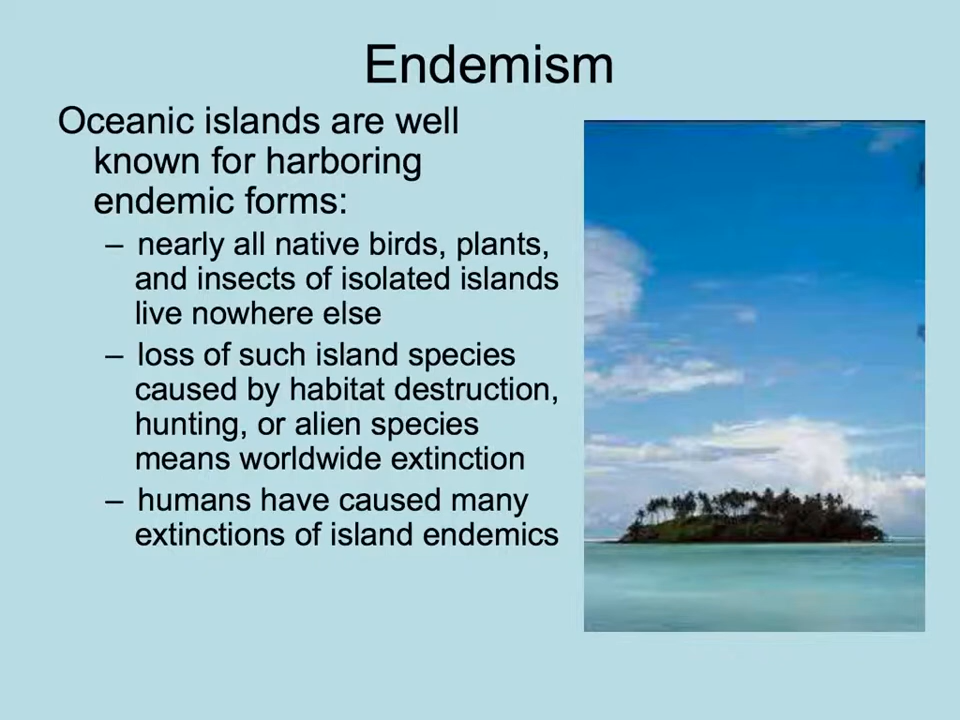 Endemism
Oceanic islands are well
known for harboring
endemic forms:
– nearly all native birds, plants,
and insects of isolated islands
live nowhere else
– loss of such island species
caused by habitat destruction,
hunting, or alien species
means worldwide extinction
– humans have caused many
extinctions of island endemics